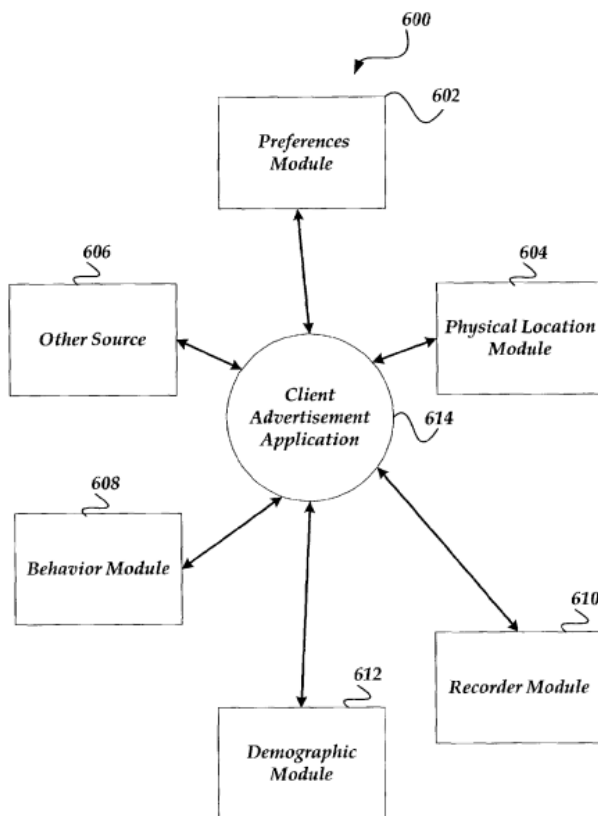 600
602
Preferences
Module
606
604
Other Source
Physical Location
Module
Client
Advertisement
Application
614
608
Behavior Module
610
612
Recorder Module
Demographic
Module